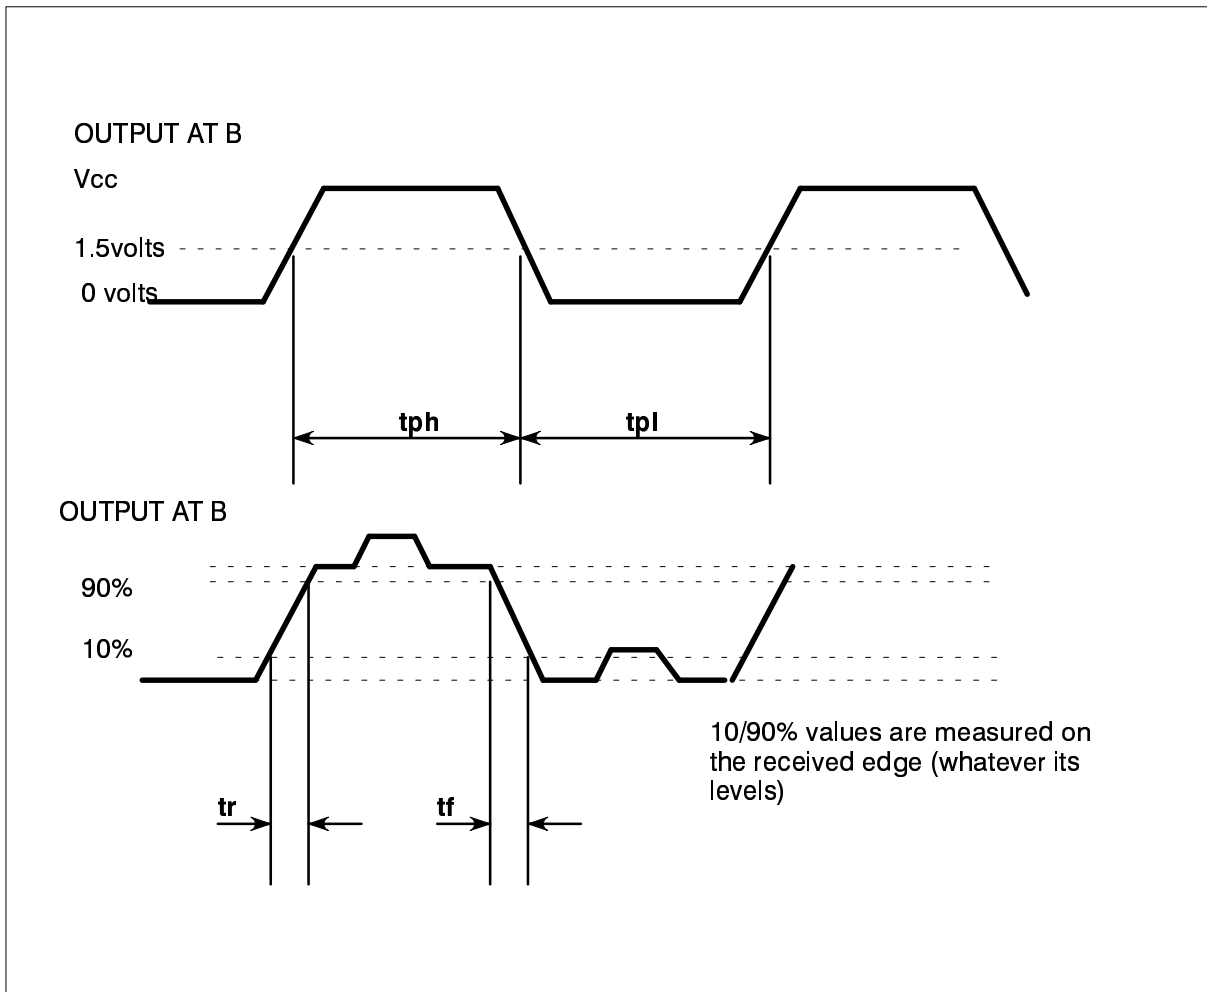 OUTPUT AT B
Vcc
1.5volts
0 volts
tph
tpl
OUTPUT AT B
90%
10%
10/90% values are measured on
the received edge (whatever its
levels)
tr
tf